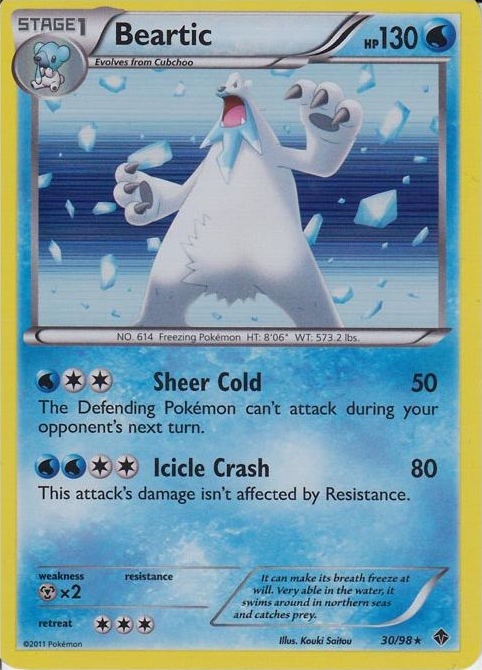 STAGE1
Beartic
HP130
Evolves from Cubchoo
NO. 614 Freezing Pokémon HT: 8'06" WT: 573.2 lbs.
Sheer Cold 50
The Defending Pokémon can't attack during your
opponent's next turn.
Icicle Crash 80
This attack's damage isn't affected by Resistance.
weakness resistance
×2
retreat
It can make its breath freeze at
will. Very able in the water, it
swims around in northern seas
and catches prey.
©2011 Pokémon
Illus. Kouki Saitou 30/98★